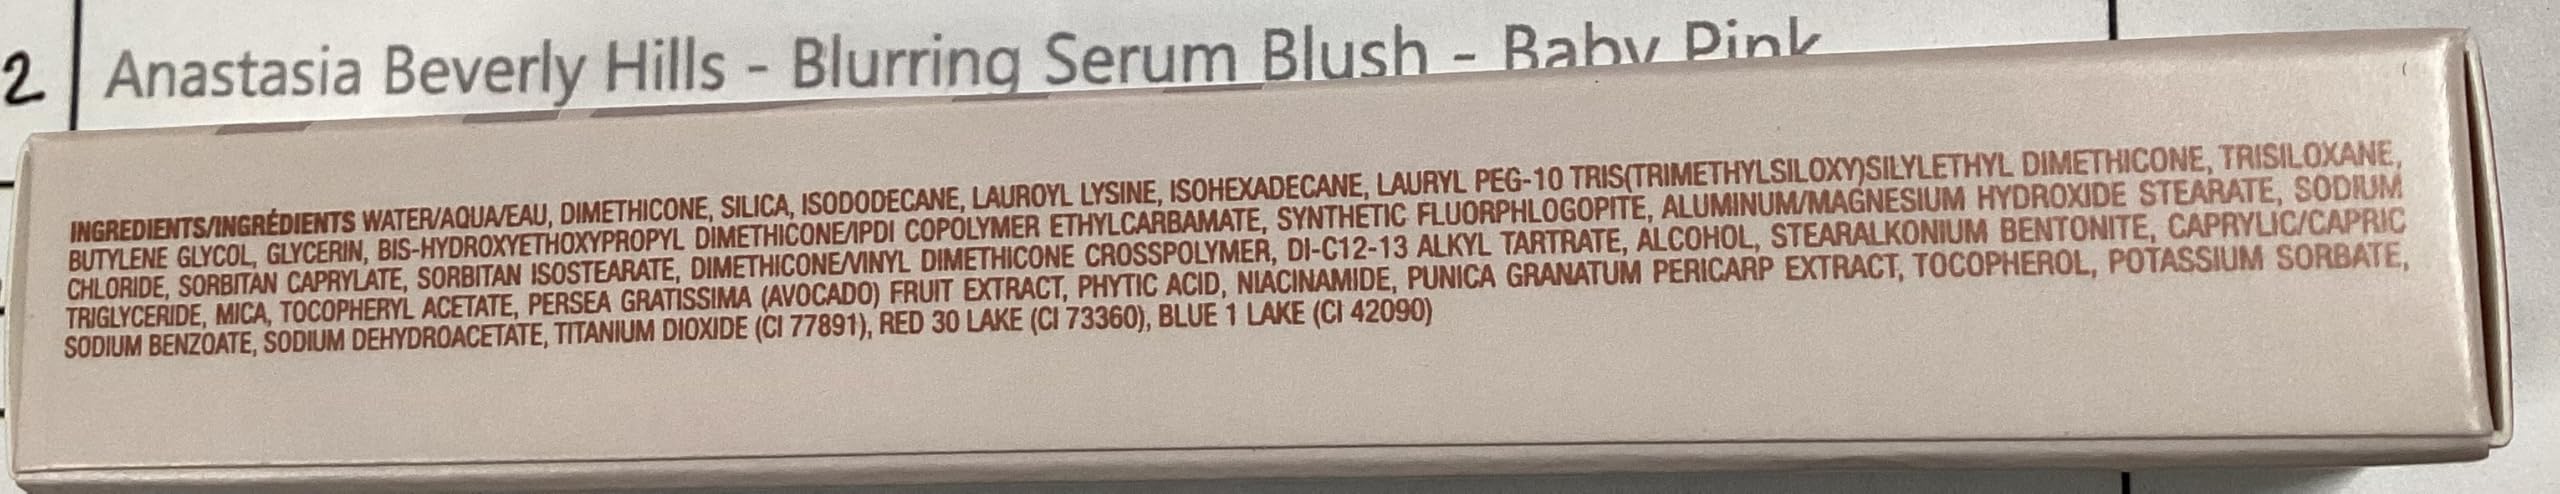 2 Anastasia Beverly Hills - Blurring Serum Blush - Baby Pink
INGREDIENTS/INGRÉDIENTS WATER/AQUA/EAU, DIMETHICONE, SILICA, ISODODECANE, LAUROYL LYSINE, ISOHEXADECANE, LAURYL PEG-10 TRIS(TRIMETHYLSILOXY)SILYLETHYL DIMETHICONE, TRISILOXANE,
BUTYLENE GLYCOL, GLYCERIN, BIS-HYDROXYETHOXYPROPYL DIMETHICONE/IPDI COPOLYMER ETHYLCARBAMATE, SYNTHETIC FLUORPHLOGOPITE, ALUMINUM/MAGNESIUM HYDROXIDE STEARATE, SODIUM
CHLORIDE, SORBITAN CAPRYLATE, SORBITAN ISOSTEARATE, DIMETHICONE/VINYL DIMETHICONE CROSSPOLYMER, DI-C12-13 ALKYL TARTRATE, ALCOHOL, STEARALKONIUM BENTONITE, CAPRYLIC/CAPRIC
TRIGLYCERIDE, MICA, TOCOPHERYL ACETATE, PERSEA GRATISSIMA (AVOCADO) FRUIT EXTRACT, PHYTIC ACID, NIACINAMIDE, PUNICA GRANATUM PERICARP EXTRACT, TOCOPHEROL, POTASSIUM SORBATE,
SODIUM BENZOATE, SODIUM DEHYDROACETATE, TITANIUM DIOXIDE (CI 77891), RED 30 LAKE (CI 73360), BLUE 1 LAKE (CI 42090)